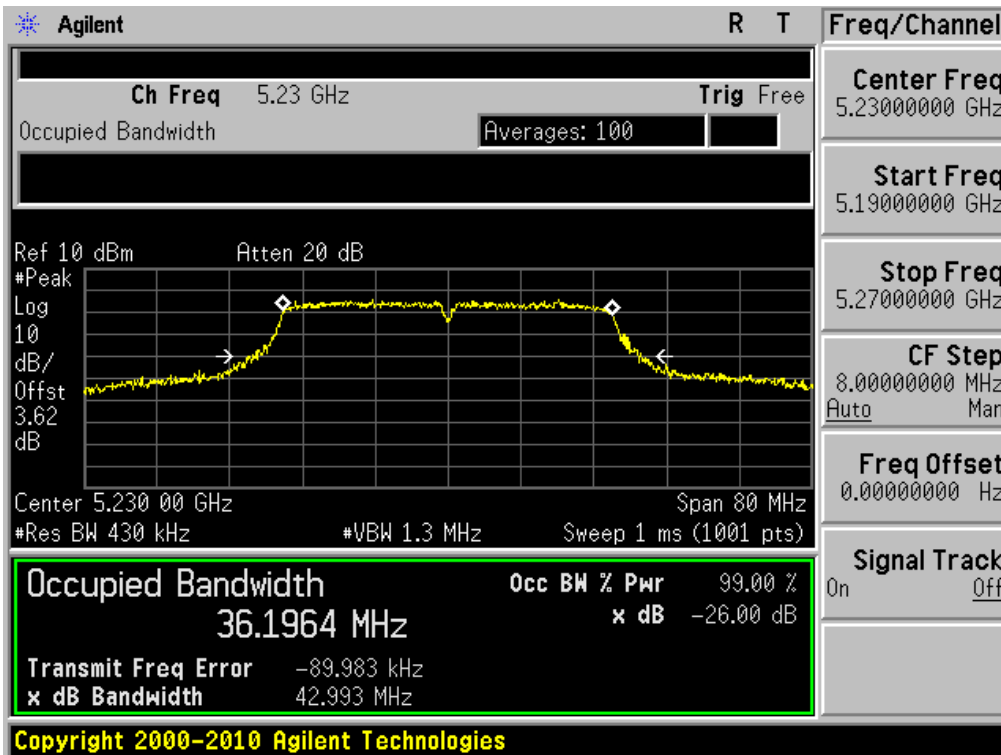 Agilent R T
Freq/Channel
Ch Freq 5.23 GHz Trig Free
Occupied Bandwidth Averages: 100
Ref 10 dBm Atten 20 dB
#Peak
Log
10
dB/
Offst
3.62
dB
Center 5.230 00 GHz Span 80 MHz
#Res BW 430 kHz #VBW 1.3 MHz Sweep 1 ms (1001 pts)
Occupied Bandwidth
36.1964 MHz
Occ BW % Pwr 99.00 %
x dB -26.00 dB
Transmit Freq Error -89.983 kHz
x dB Bandwidth 42.993 MHz
Copyright 2000-2010 Agilent Technologies
Center Freq
5.23000000 GHz
Start Freq
5.19000000 GHz
Stop Freq
5.27000000 GHz
CF Step
8.00000000 MHz
Auto Man
Freq Offset
0.00000000 Hz
Signal Track
On Off